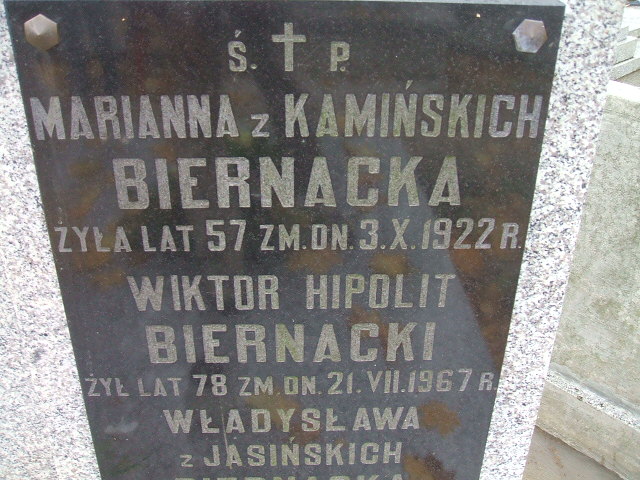 Ś. P.
MARIANNA z KAMIŃSKICH
BIERNACKA
ŻYŁA LAT 57 ZM. DN. 3.X.1922 R.
WIKTOR HIPOLIT
BIERNACKI
ŻYŁ LAT 78 ZM. DN. 21.VII.1967 R.
WŁADYSŁAWA
z JASIŃSKICH
BIERNACKA